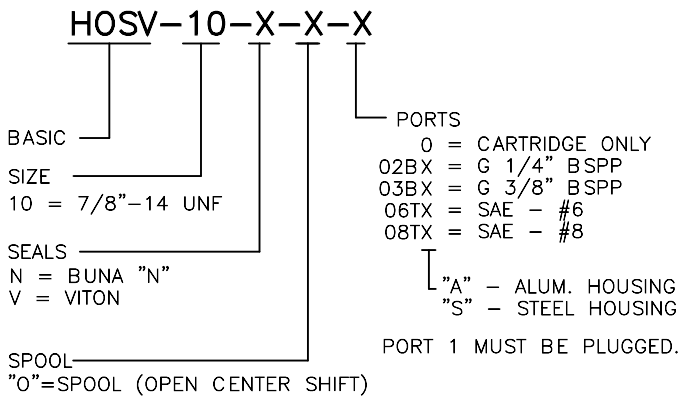 HOSV-10-X-X-X
BASIC
SIZE
10 = 7/8"-14 UNF
SEALS
N = BUNA "N"
V = VITON
SPOOL
"O"=SPOOL (OPEN CENTER SHIFT)
PORTS
0 = CARTRIDGE ONLY
02BX = G 1/4" BSPP
03BX = G 3/8" BSPP
06TX = SAE - #6
08TX = SAE - #8
"A" - ALUM. HOUSING
"S" - STEEL HOUSING
PORT 1 MUST BE PLUGGED.